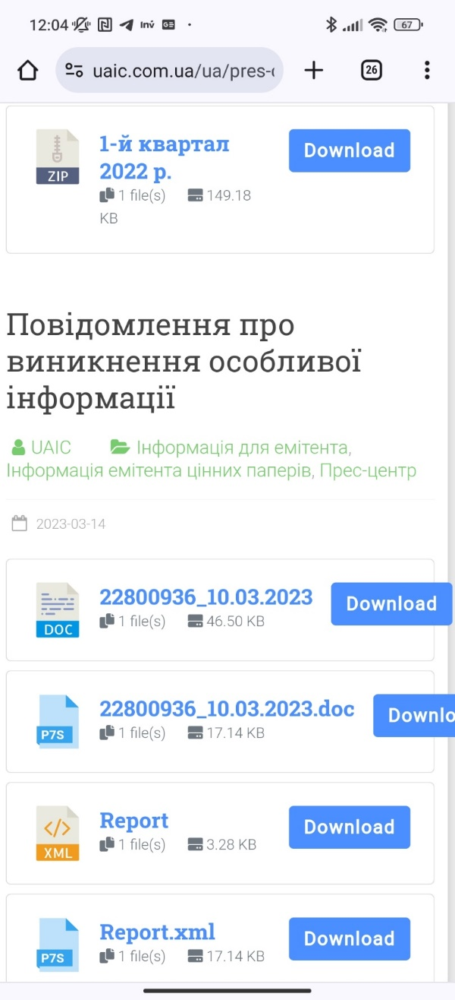 12:04 Inv GE 67
uaic.com.ua/ua/pres- 26
1-й квартал Download
2022 р.
ZIP
1 file(s) 149.18
KB
Повідомлення про
виникнення особливої
інформації
UAIC Інформація для емітента,
Інформація емітента цінних паперів, Прес-центр
2023-03-14
22800936_10.03.2023 Download
1 file(s) 46.50 KB
DOC
22800936_10.03.2023.doc Downlo
1 file(s) 17.14 KB
P7S
Report Download
1 file(s) 3.28 KB
XML
Report.xml Download
1 file(s) 17.14 KB
P7S